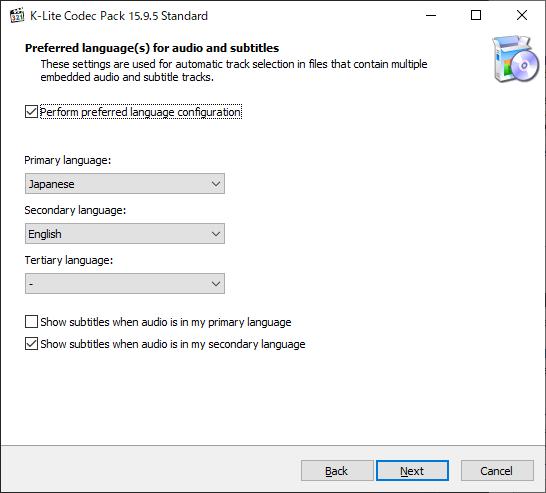 K-Lite Codec Pack 15.9.5 Standard
Preferred language(s) for audio and subtitles
These settings are used for automatic track selection in files that contain multiple
embedded audio and subtitle tracks.
Perform preferred language configuration
Primary language:
Japanese
Secondary language:
English
Tertiary language:
-
Show subtitles when audio is in my primary language
Show subtitles when audio is in my secondary language
Back Next Cancel